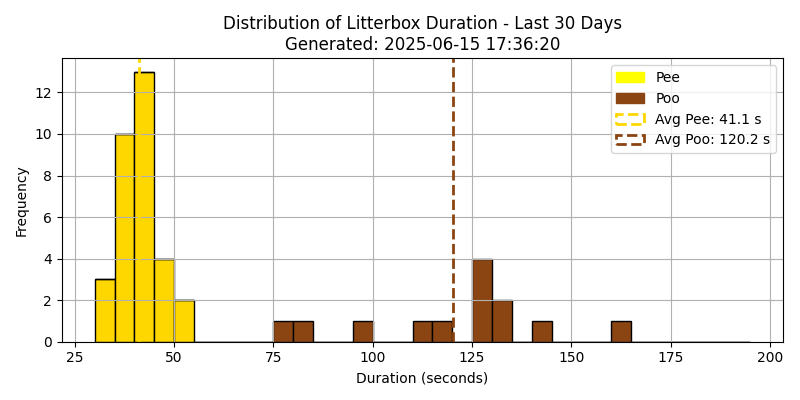 Distribution of Litterbox Duration - Last 30 Days
Generated: 2025-06-15 17:36:20
Pee
Poo
Avg Pee: 41.1 s
Avg Poo: 120.2 s
Frequency
12
10
8
6
4
2
0
25 50 75 100 125 150 175 200
Duration (seconds)